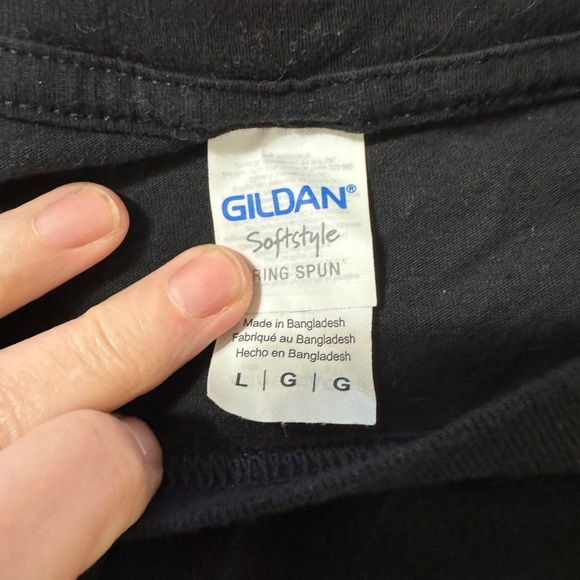 GILDAN®
Softstyle
RING SPUN
Made in Bangladesh
Fabriqué au Bangladesh
Hecho en Bangladesh
L | G | G